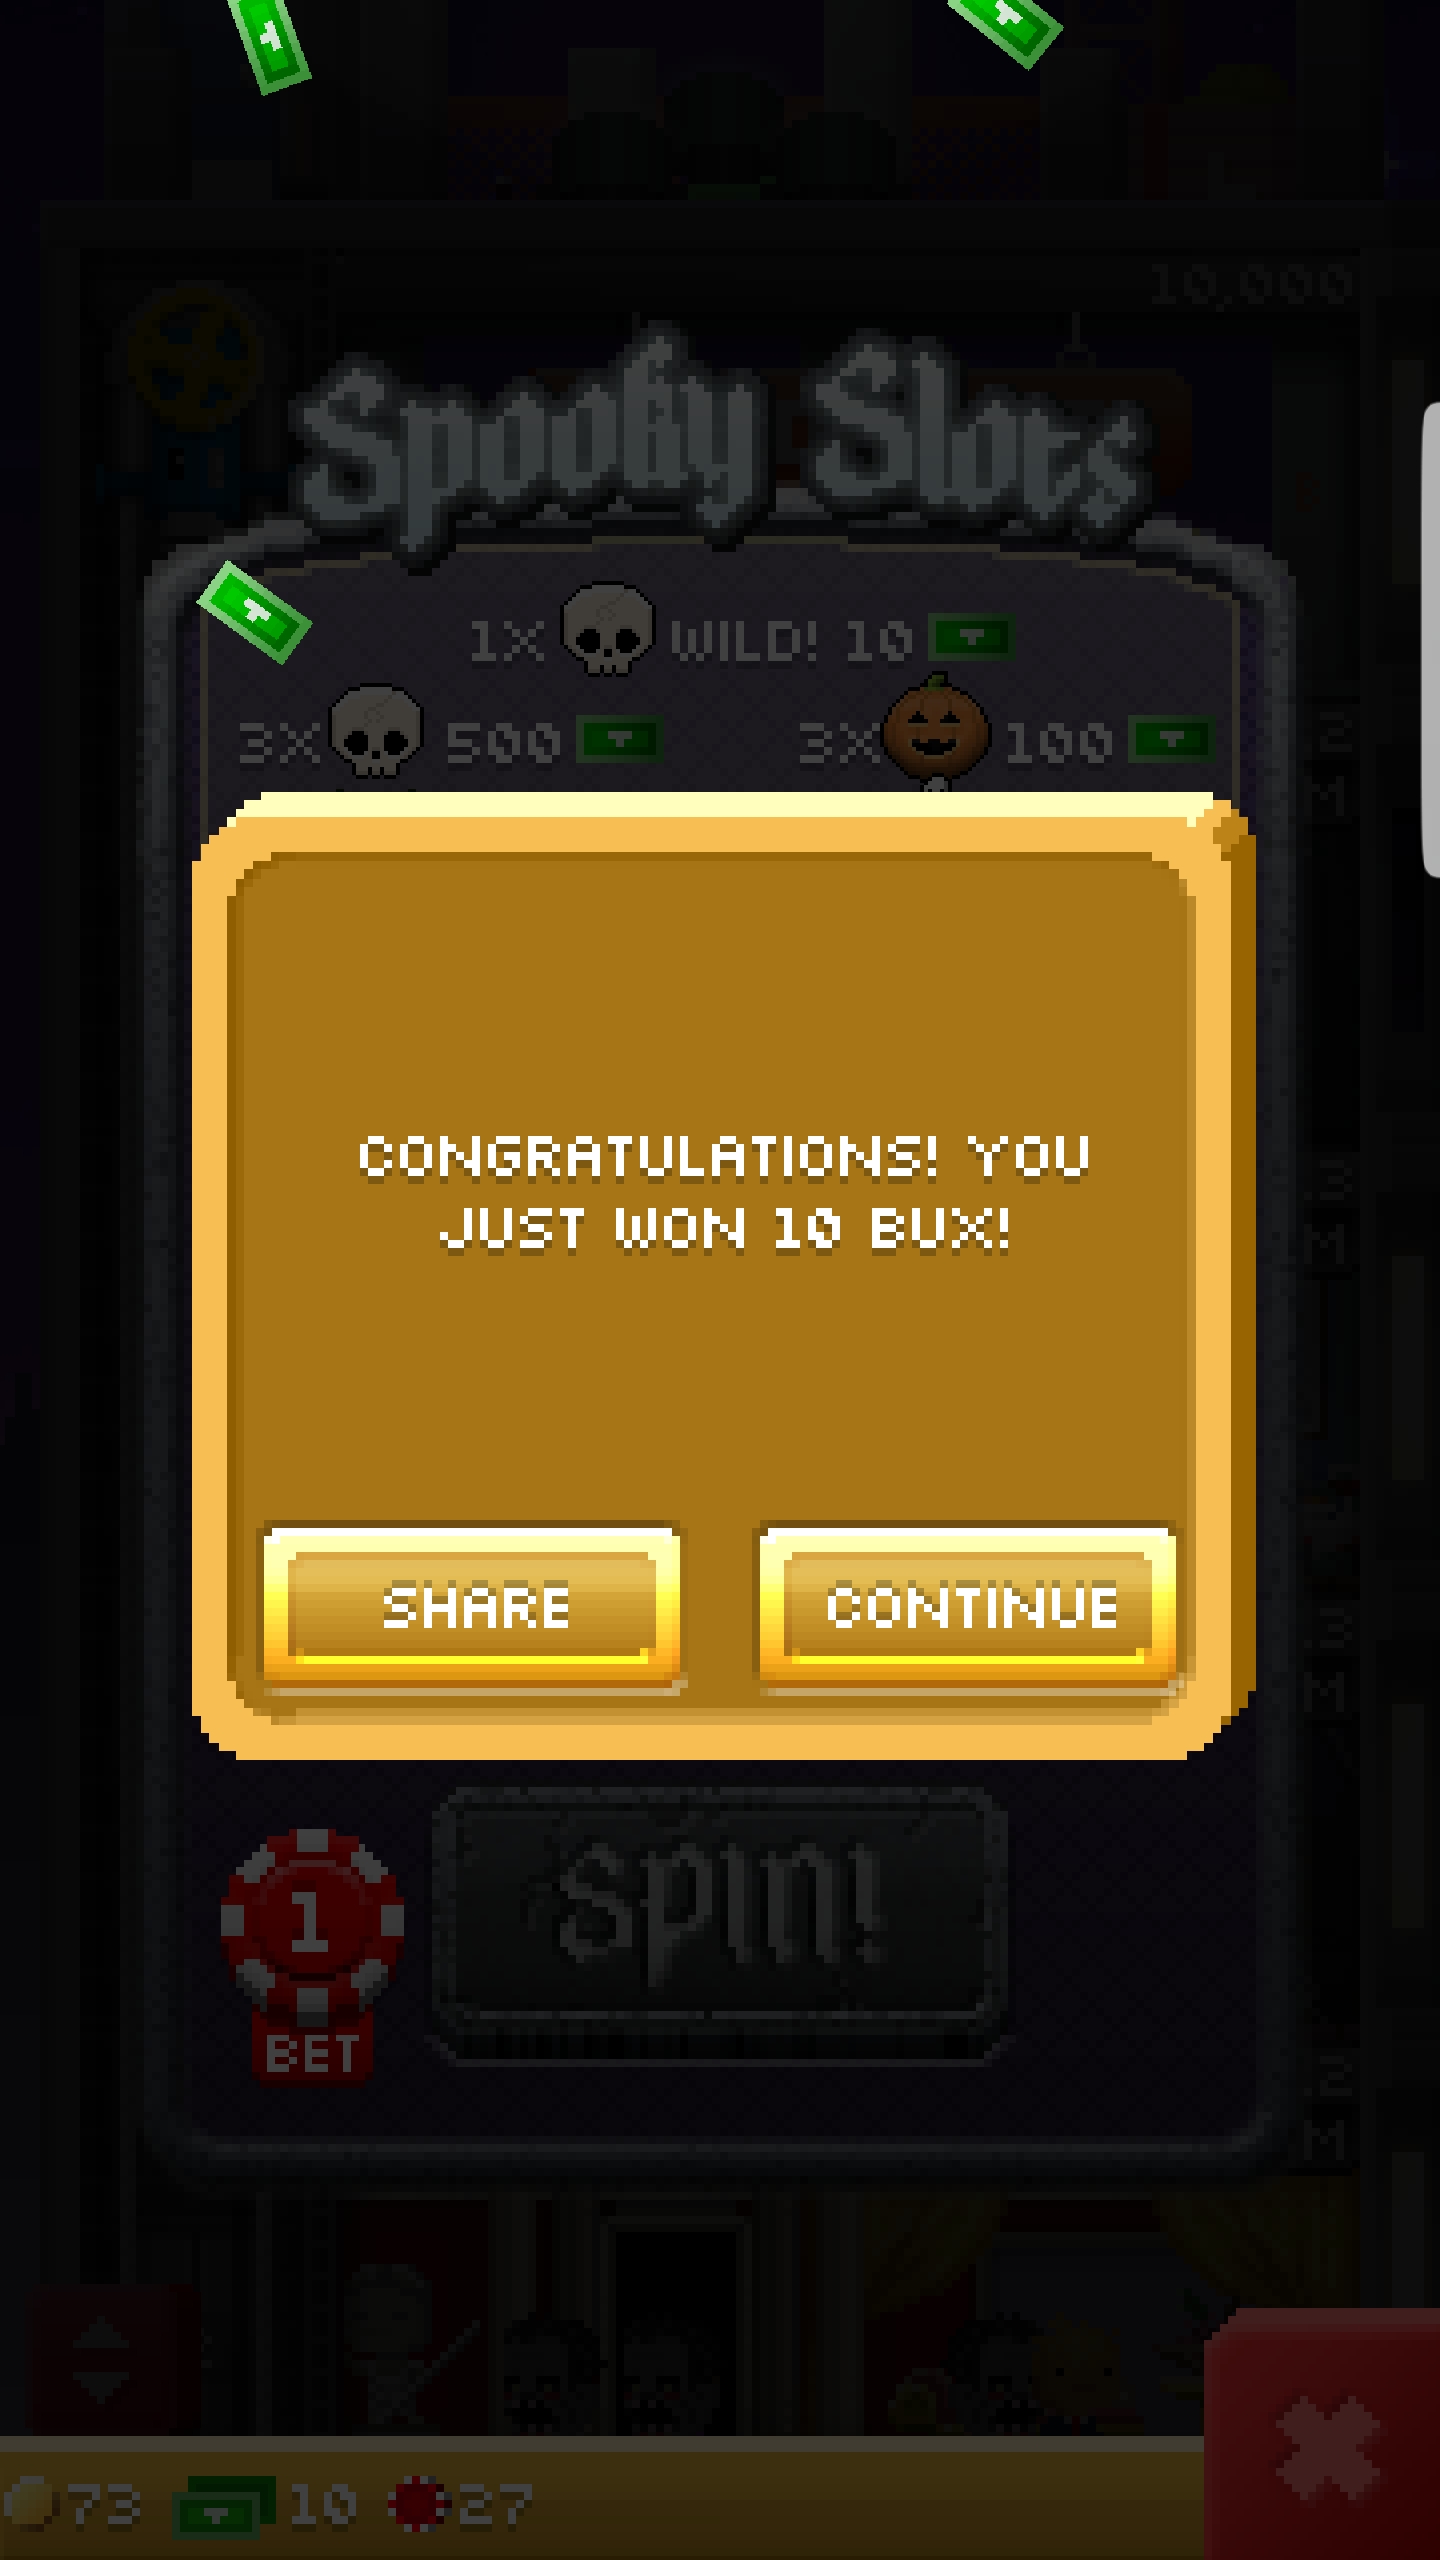 10,000
Spooky Slots
1X WILD! 10
3X 500 3X 100
CONGRATULATIONS! YOU
JUST WON 10 BUX!
SHARE CONTINUE
1
SPIN!
BET
73 10 27